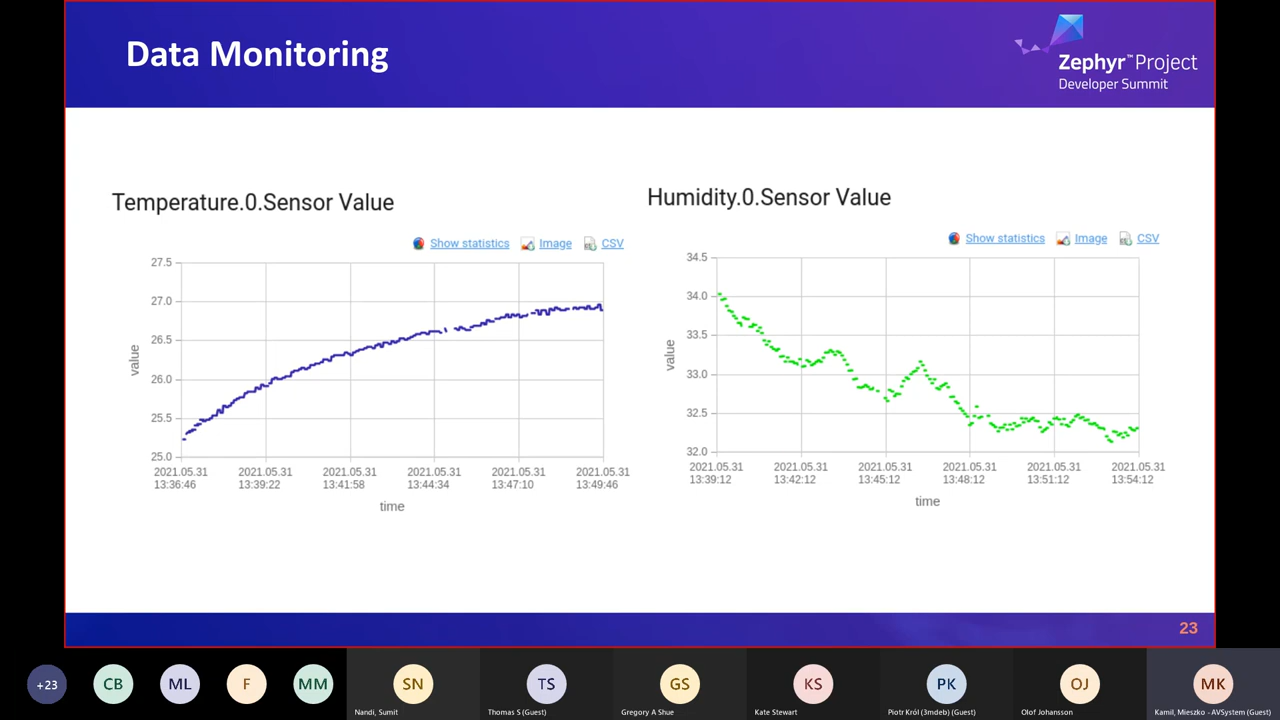 Data Monitoring
Zephyr™Project
Developer Summit
Temperature.0.Sensor Value
Show statistics
Image
CSV
27.5
27.0
26.5
26.0
25.5
25.0
value
2021.05.31 2021.05.31 2021.05.31 2021.05.31 2021.05.31 2021.05.31
13:36:46 13:39:22 13:41:58 13:44:34 13:47:10 13:49:46
time
Humidity.0.Sensor Value
Show statistics
Image
CSV
34.5
34.0
33.5
33.0
32.5
32.0
value
2021.05.31 2021.05.31 2021.05.31 2021.05.31 2021.05.31 2021.05.31
13:39:12 13:42:12 13:45:12 13:48:12 13:51:12 13:54:12
time
23
+23
CB
ML
F
MM
SN
TS
GS
KS
PK
OJ
MK
Nandi, Sumit
Thomas S (Guest)
Gregory A Shue
Kate Stewart
Piotr Król (3mdeb) (Guest)
Olof Johansson
Kamil, Mieszko - AVSystem (Guest)